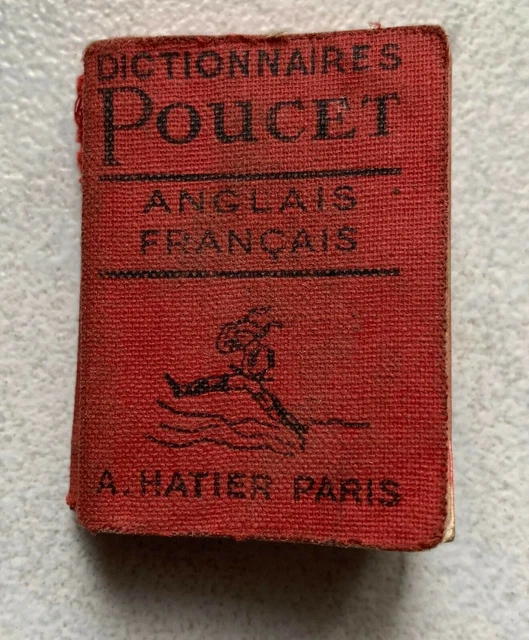 DICTIONNAIRES
POUCET
ANGLAIS
FRANÇAIS
A. HATIER PARIS